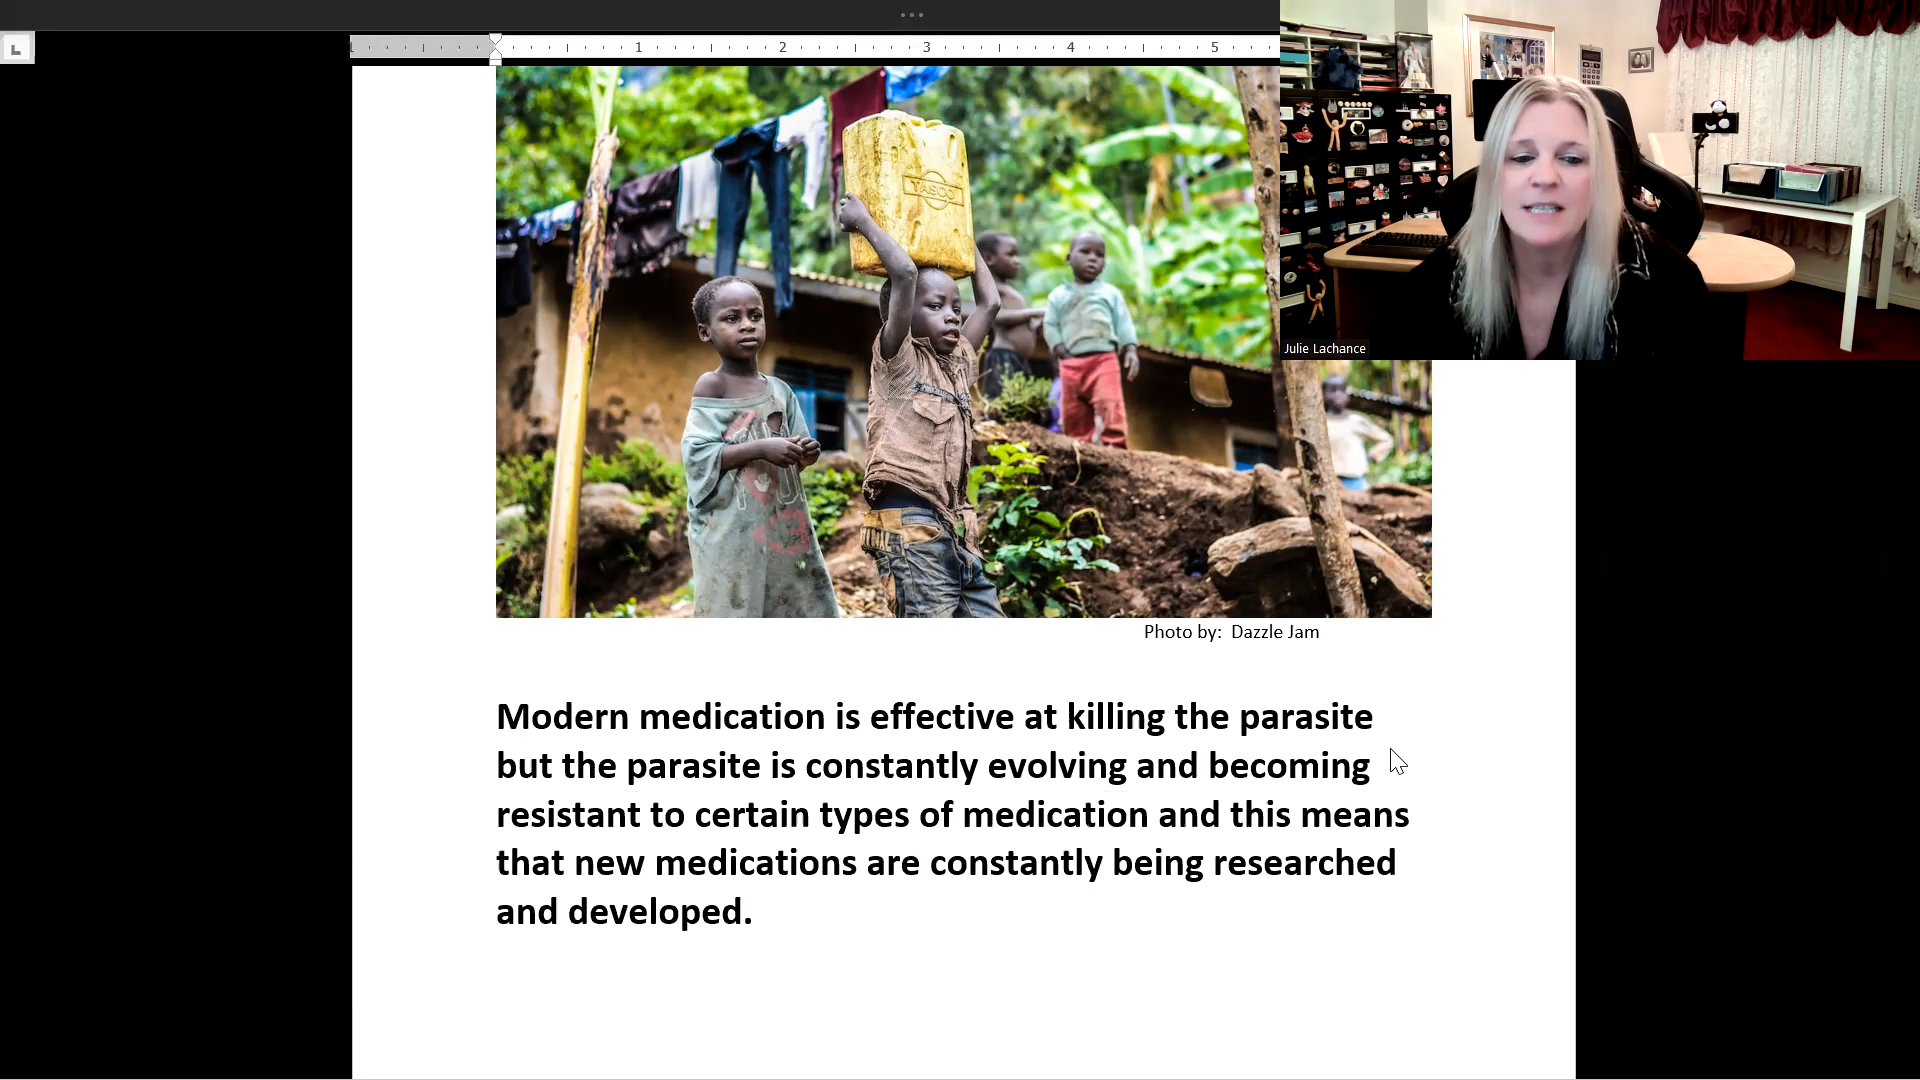 1 1 2 3 4 5
TASCO
Julie Lachance
Photo by: Dazzle Jam
Modern medication is effective at killing the parasite
but the parasite is constantly evolving and becoming
resistant to certain types of medication and this means
that new medications are constantly being researched
and developed.